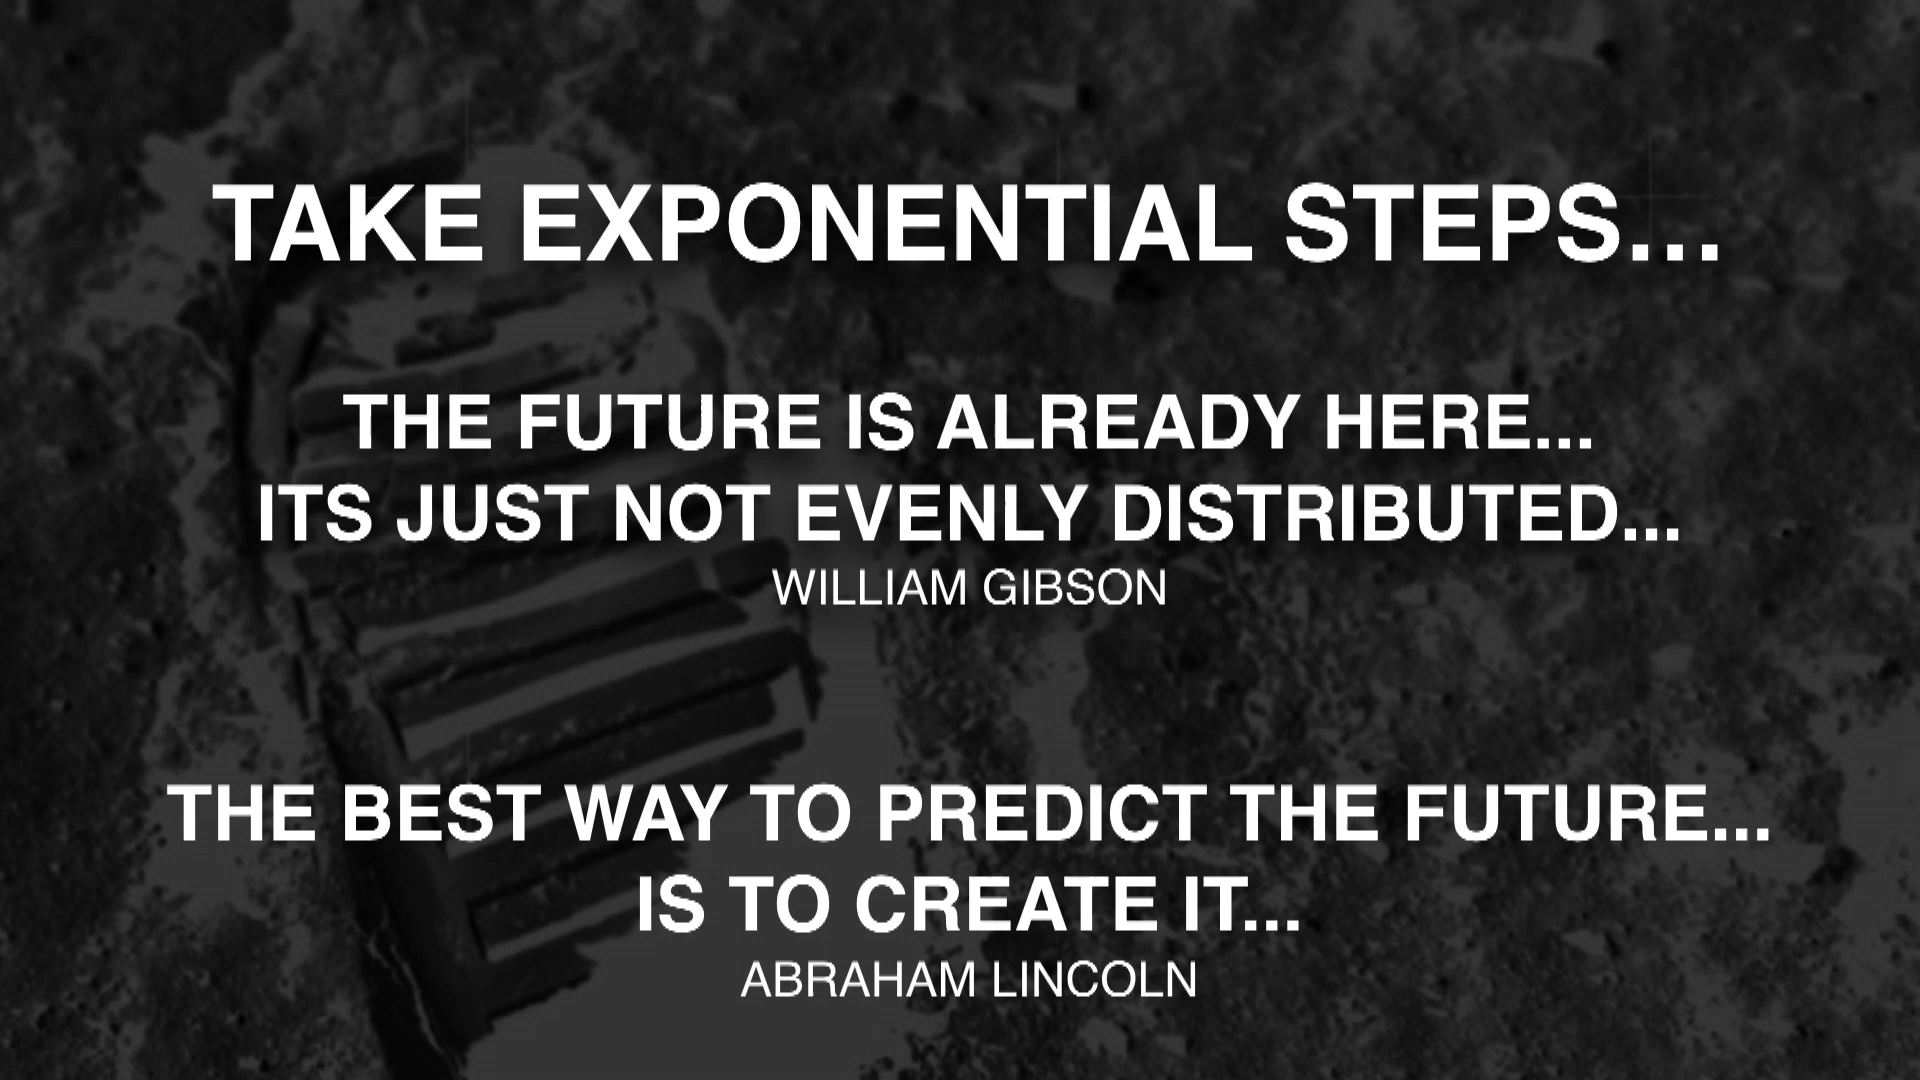 TAKE EXPONENTIAL STEPS...
THE FUTURE IS ALREADY HERE...
ITS JUST NOT EVENLY DISTRIBUTED...
WILLIAM GIBSON
THE BEST WAY TO PREDICT THE FUTURE...
IS TO CREATE IT...
ABRAHAM LINCOLN